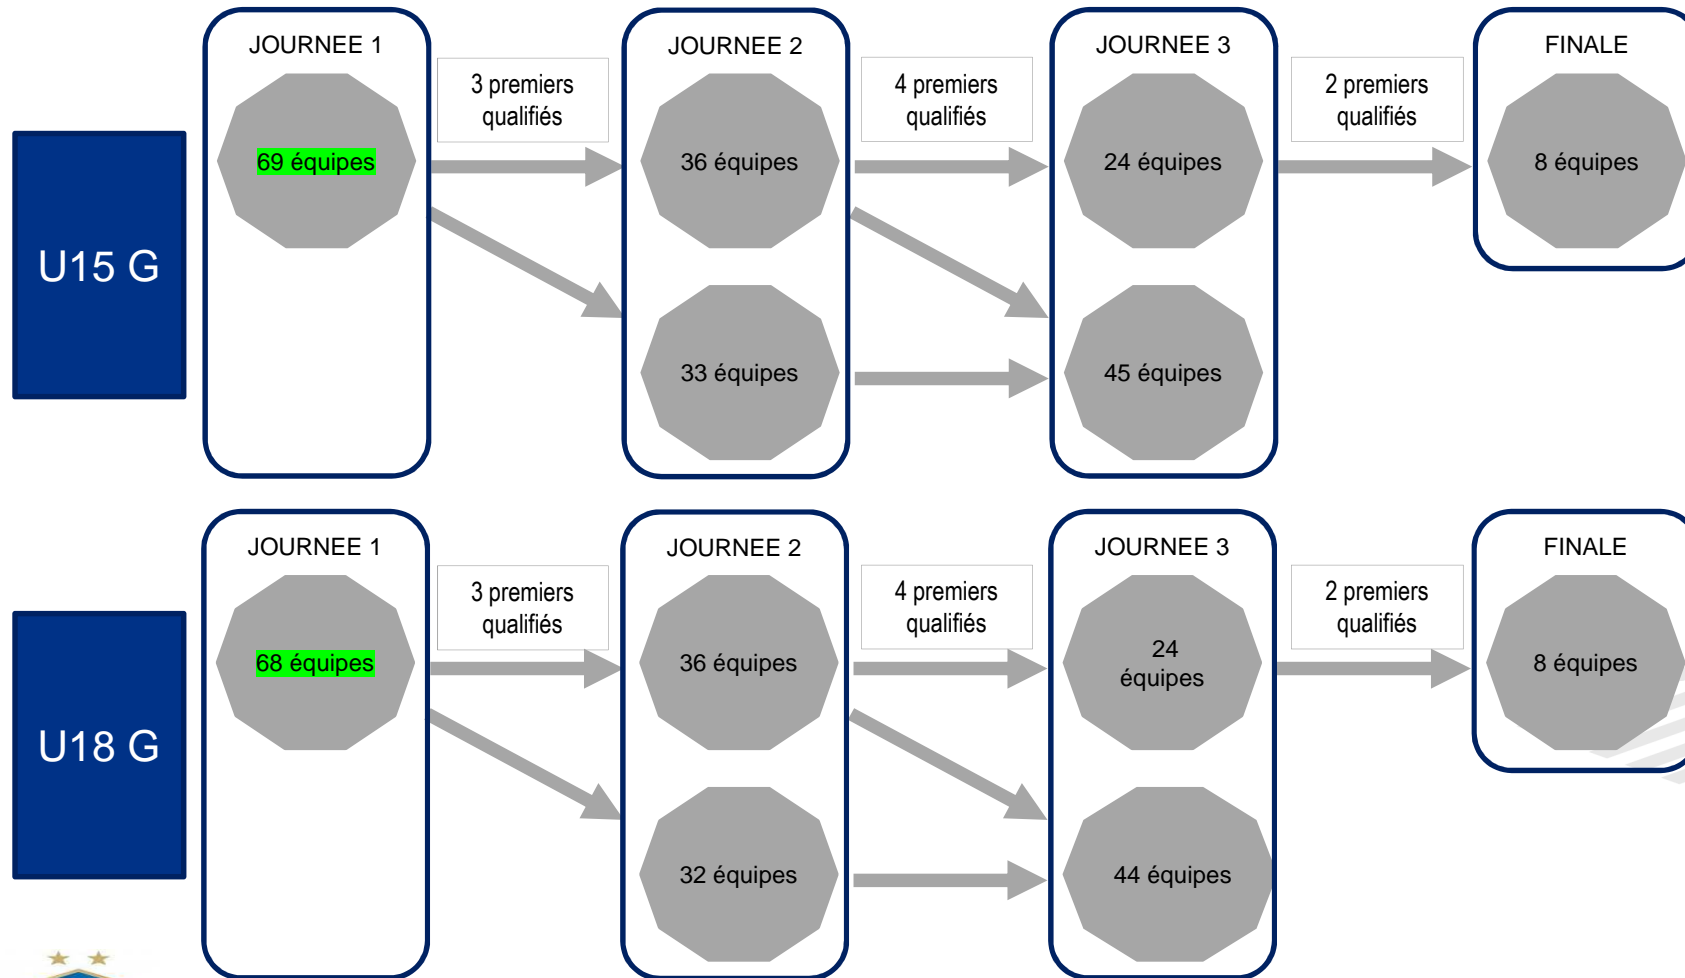 JOURNEE 1
JOURNEE 2
JOURNEE 3
FINALE
3 premiers
qualifiés
4 premiers
qualifiés
2 premiers
qualifiés
69 équipes
36 équipes
24 équipes
8 équipes
U15 G
33 équipes
45 équipes
JOURNEE 1
JOURNEE 2
JOURNEE 3
FINALE
3 premiers
qualifiés
4 premiers
qualifiés
2 premiers
qualifiés
68 équipes
36 équipes
24
équipes
8 équipes
U18 G
32 équipes
44 équipes